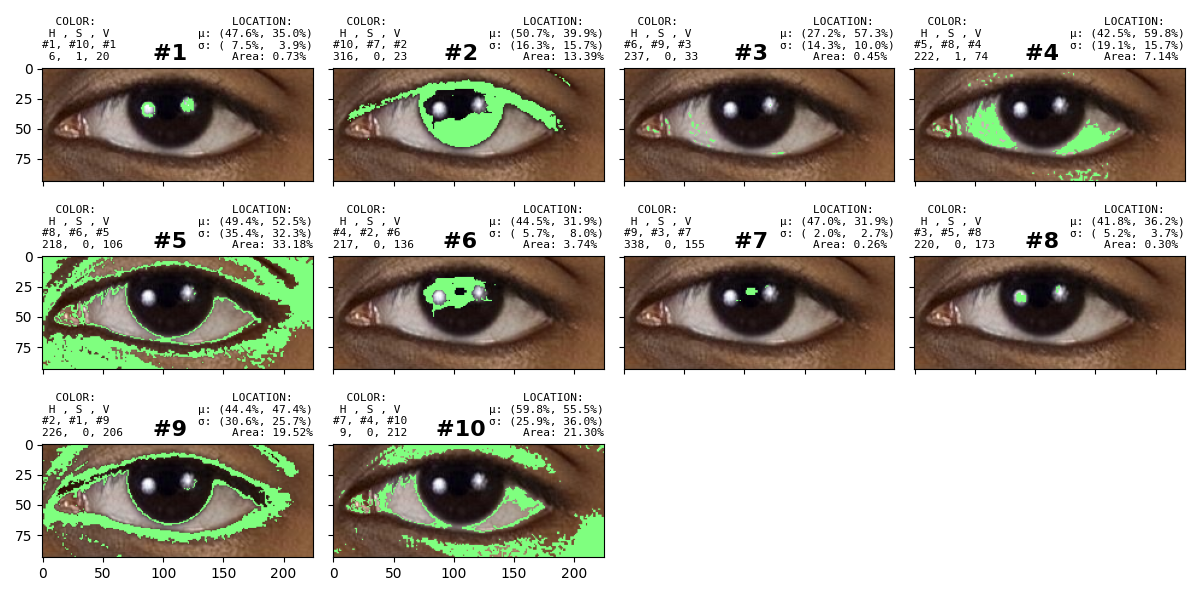 COLOR: LOCATION:
H , S , V μ: (47.6%, 35.0%)
#1, #10, #1 #1 σ: ( 7.5%, 3.9%)
6, 1, 20 Area: 0.73%
COLOR: LOCATION:
H , S , V μ: (50.7%, 39.9%)
#10, #7, #2 #2 σ: (16.3%, 15.7%)
316, 0, 23 Area: 13.39%
COLOR: LOCATION:
H , S , V μ: (27.2%, 57.3%)
#6, #9, #3 #3 σ: (14.3%, 10.0%)
237, 0, 33 Area: 0.45%
COLOR: LOCATION:
H , S , V μ: (42.5%, 59.8%)
#5, #8, #4 #4 σ: (19.1%, 15.7%)
222, 1, 74 Area: 7.14%
0
25
50
75
COLOR: LOCATION:
H , S , V μ: (49.4%, 52.5%)
#8, #6, #5 #5 σ: (35.4%, 32.3%)
218, 0, 106 Area: 33.18%
COLOR: LOCATION:
H , S , V μ: (44.5%, 31.9%)
#4, #2, #6 #6 σ: ( 5.7%, 8.0%)
217, 0, 136 Area: 3.74%
COLOR: LOCATION:
H , S , V μ: (47.0%, 31.9%)
#9, #3, #7 #7 σ: ( 2.0%, 2.7%)
338, 0, 155 Area: 0.26%
COLOR: LOCATION:
H , S , V μ: (41.8%, 36.2%)
#3, #5, #8 #8 σ: ( 5.2%, 3.7%)
220, 0, 173 Area: 0.30%
0
25
50
75
COLOR: LOCATION:
H , S , V μ: (44.4%, 47.4%)
#2, #1, #9 #9 σ: (30.6%, 25.7%)
226, 0, 206 Area: 19.52%
COLOR: LOCATION:
H , S , V μ: (59.8%, 55.5%)
#7, #4, #10 #10 σ: (25.9%, 36.0%)
9, 0, 212 Area: 21.30%
0
25
50
75
0 50 100 150 200
0 50 100 150 200